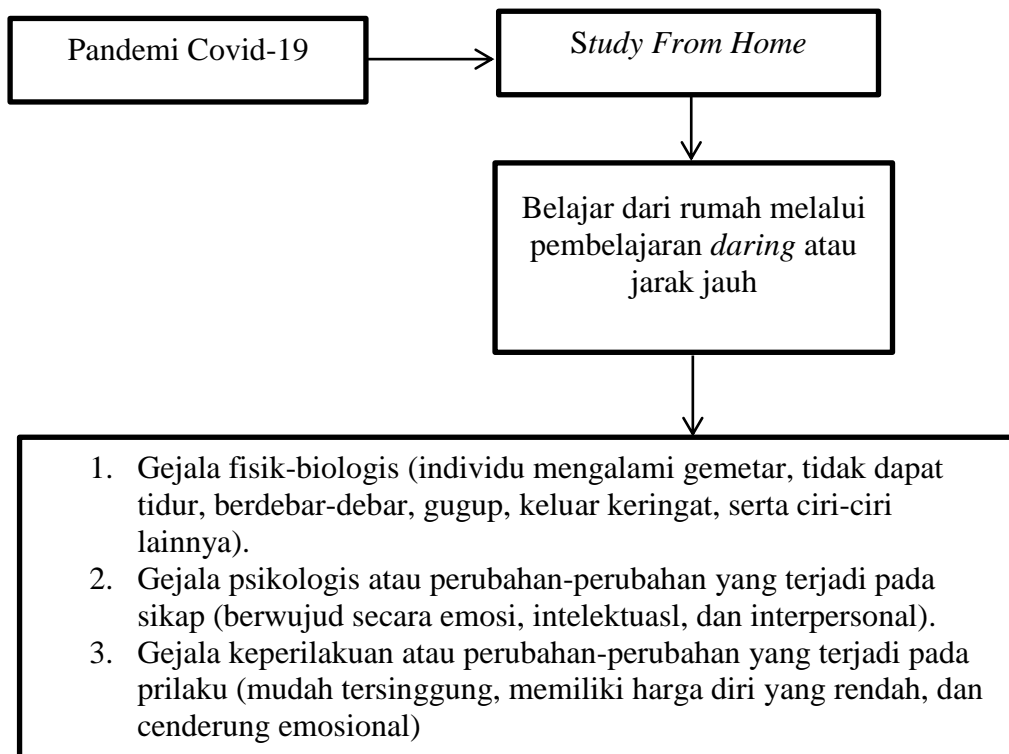 Pandemi Covid-19
Study From Home
Belajar dari rumah melalui
pembelajaran daring atau
jarak jauh
1. Gejala fisik-biologis (individu mengalami gemetar, tidak dapat
tidur, berdebar-debar, gugup, keluar keringat, serta ciri-ciri
lainnya).
2. Gejala psikologis atau perubahan-perubahan yang terjadi pada
sikap (berwujud secara emosi, intelektuasl, dan interpersonal).
3. Gejala keperilakuan atau perubahan-perubahan yang terjadi pada
prilaku (mudah tersinggung, memiliki harga diri yang rendah, dan
cenderung emosional)